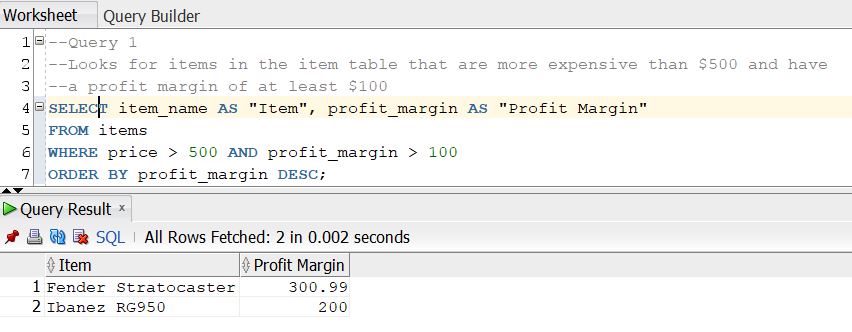 Worksheet Query Builder
1 --Query 1
2 --Looks for items in the item table that are more expensive than $500 and have
3 --a profit margin of at least $100
4 SELECT item_name AS "Item", profit_margin AS "Profit Margin"
5 FROM items
6 WHERE price > 500 AND profit_margin > 100
7 ORDER BY profit_margin DESC;
Query Result x
SQL | All Rows Fetched: 2 in 0.002 seconds
Item Profit Margin
1 Fender Stratocaster 300.99
2 Ibanez RG950 200